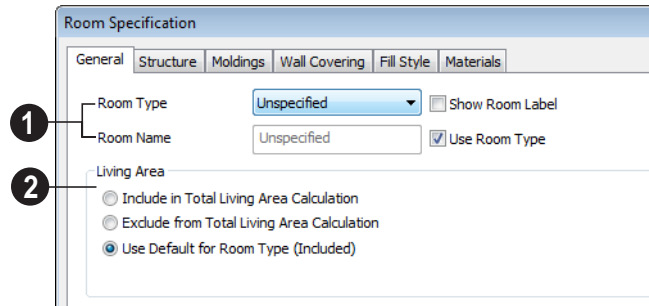 Room Specification
General Structure Moldings Wall Covering Fill Style Materials
1 Room Type Unspecified Show Room Label
Room Name Unspecified Use Room Type
2 Living Area
Include in Total Living Area Calculation
Exclude from Total Living Area Calculation
Use Default for Room Type (Included)